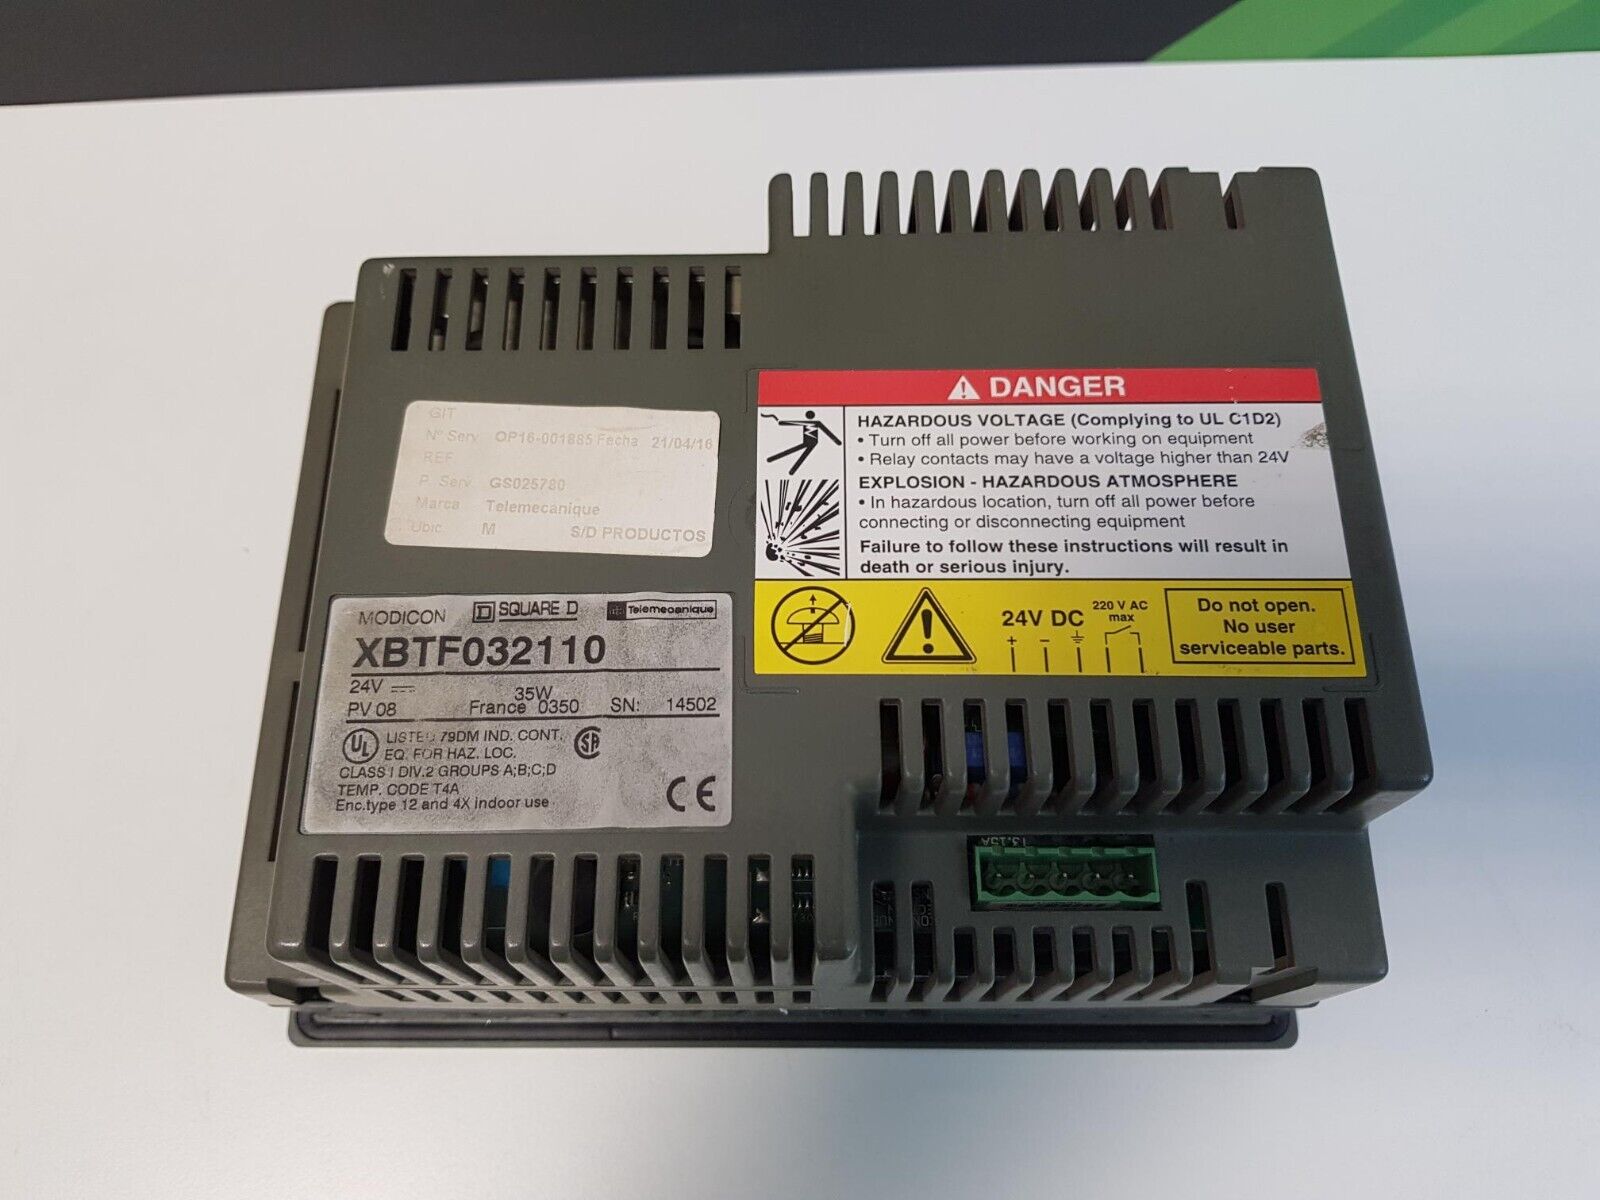 GIT
Nº Serv. OP16-001885 Fecha 21/04/16
REF
P. Serv. GS025780
Marca Telemecanique
Ubic. M S/D PRODUCTOS
MODICON SQUARE D Telemecanique
XBTF032110
24V 35W
PV 08 France 0350 SN: 14502
UL LISTED 79DM IND. CONT.
EQ. FOR HAZ. LOC.
CLASS I DIV.2 GROUPS A;B;C;D
TEMP. CODE T4A
Enc.type 12 and 4X indoor use
CE
DANGER
HAZARDOUS VOLTAGE (Complying to UL C1D2)
• Turn off all power before working on equipment
• Relay contacts may have a voltage higher than 24V
EXPLOSION - HAZARDOUS ATMOSPHERE
• In hazardous location, turn off all power before
connecting or disconnecting equipment
Failure to follow these instructions will result in
death or serious injury.
24V DC 220 V AC
max
+ –
Do not open.
No user
serviceable parts.